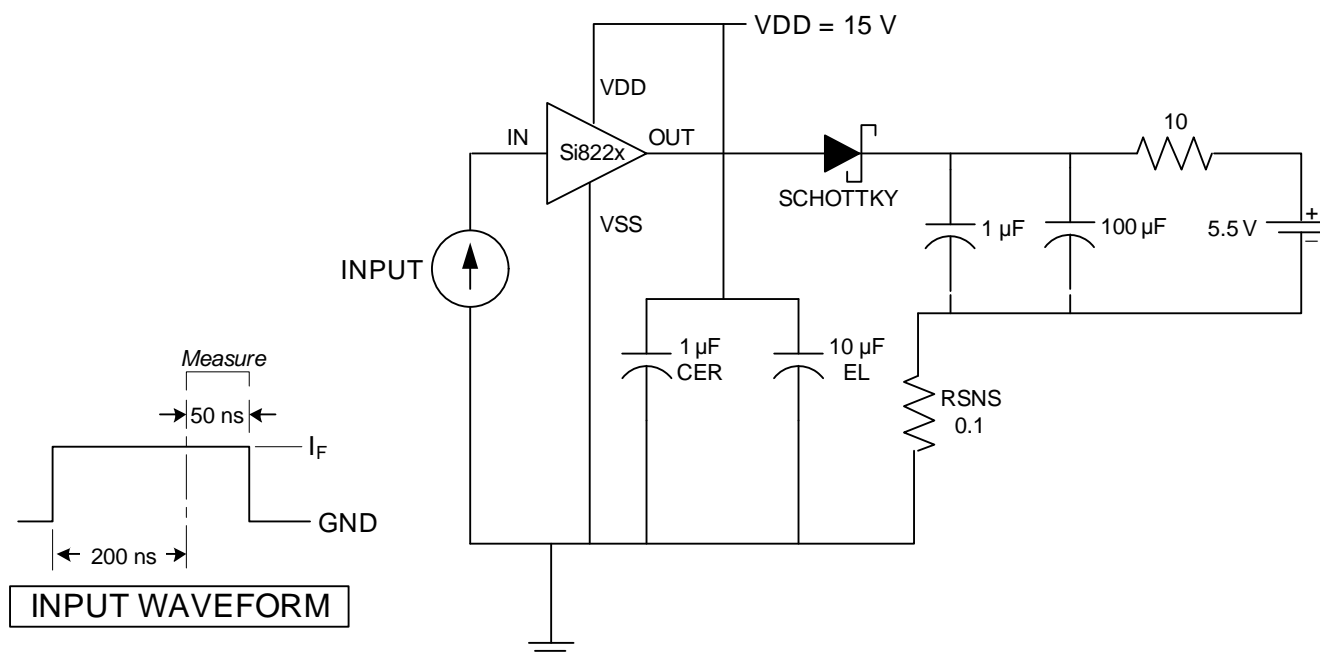 VDD = 15 V
VDD
IN
Si822x
OUT
10
SCHOTTKY
1 µF
100 µF
5.5 V
+
–
VSS
INPUT
1 µF
CER
10 µF
EL
RSNS
0.1
Measure
50 ns
IF
GND
200 ns
INPUT WAVEFORM